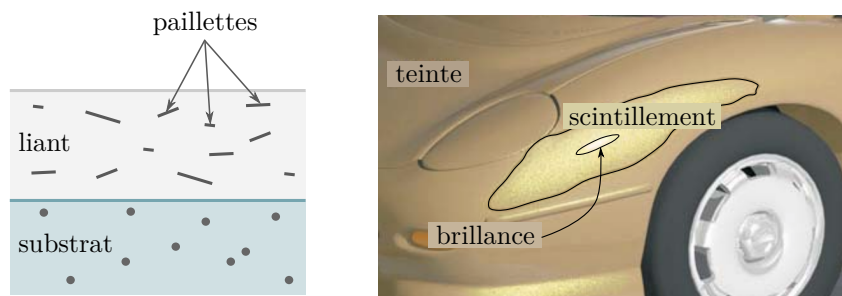 paillettes
liant
substrat
teinte
scintillement
brillance